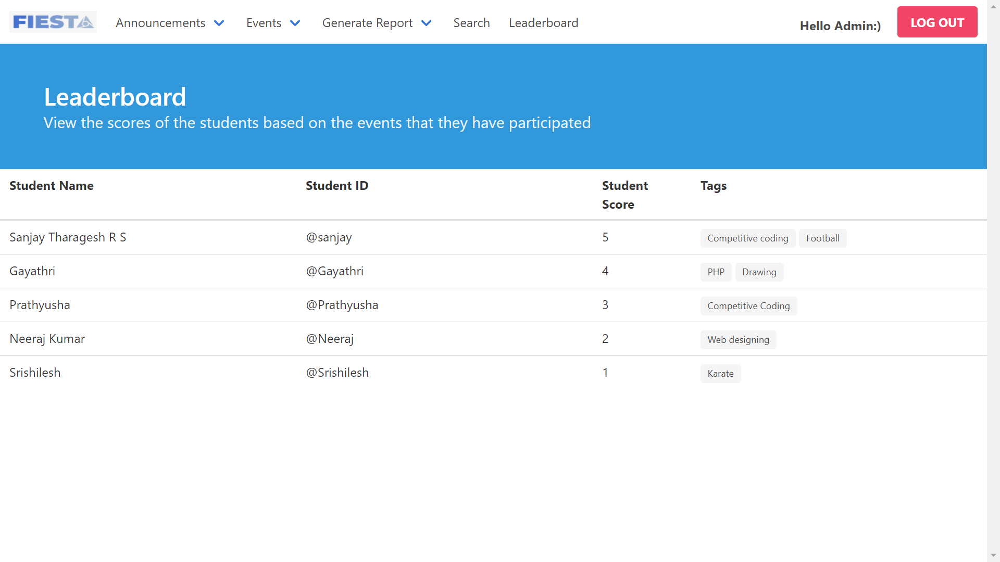 FIESTA Announcements Events Generate Report Search Leaderboard Hello Admin:) LOG OUT
Leaderboard
View the scores of the students based on the events that they have participated
Student Name Student ID Student Score Tags
Sanjay Tharagesh R S @sanjay 5 Competitive coding Football
Gayathri @Gayathri 4 PHP Drawing
Prathyusha @Prathyusha 3 Competitive Coding
Neeraj Kumar @Neeraj 2 Web designing
Srishilesh @Srishilesh 1 Karate